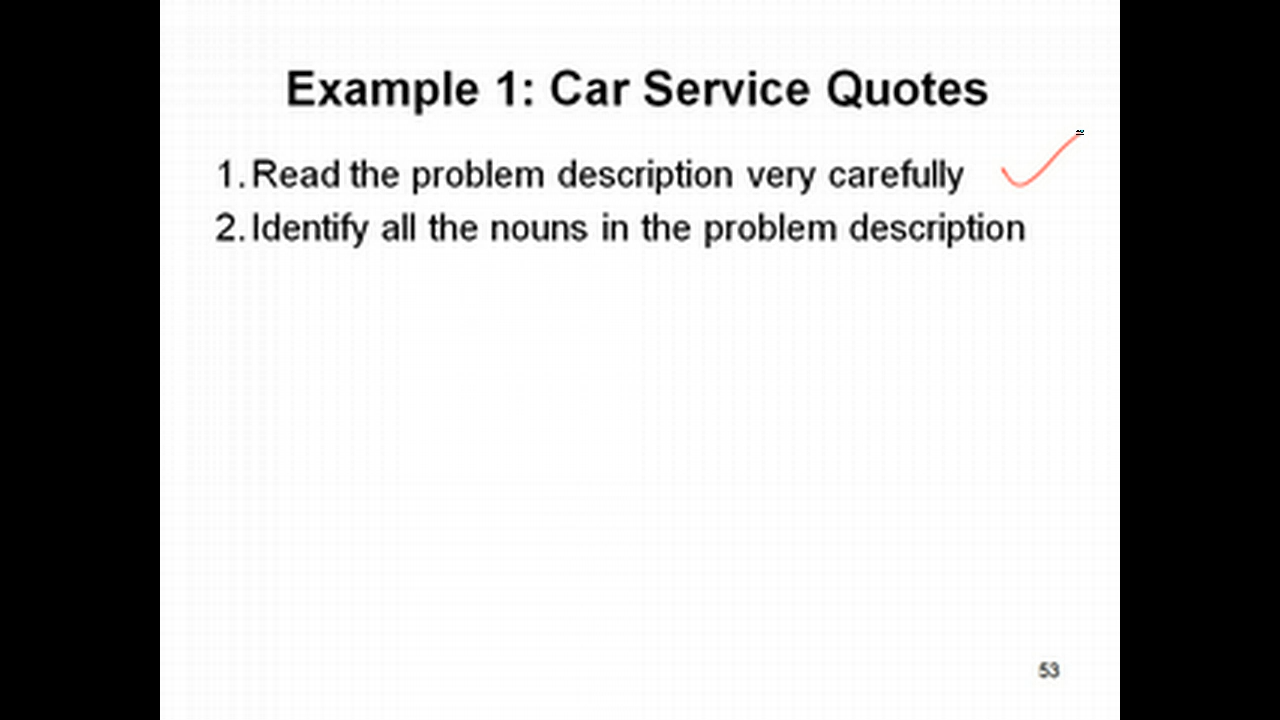 Example 1: Car Service Quotes
1. Read the problem description very carefully
2. Identify all the nouns in the problem description
53